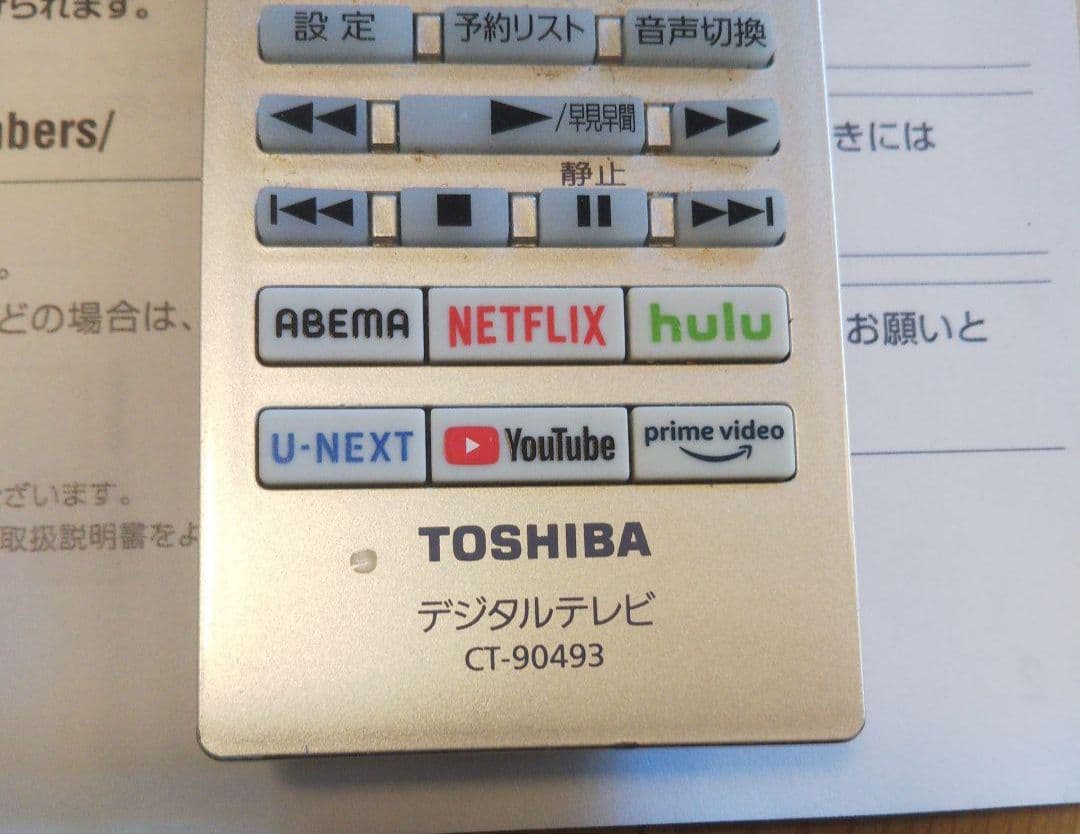 られます。
設定 予約リスト 音声切換
/早見早聞
bers/
きには
静止
どの場合は、
ABEMA NETFLIX hulu
お願いと
U-NEXT YouTube prime video
ざいます。
取扱説明書をよ
TOSHIBA
デジタルテレビ
CT-90493